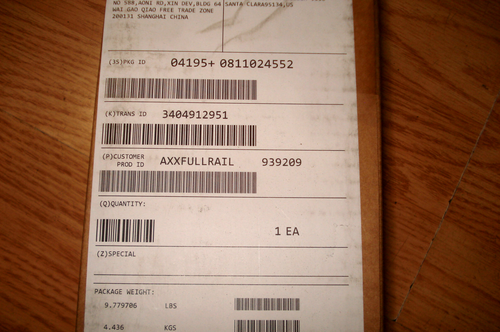 NO 588,AONI RD,XIN DEV,BLDG 64
SANTA CLARA95134,US
WAI GAO QIAO FREE TRADE ZONE
200131 SHANGHAI CHINA
(3S)PKG ID 04195+ 0811024552
(K)TRANS ID 3404912951
(P)CUSTOMER
PROD ID AXXFULLRAIL 939209
(Q)QUANTITY:
1 EA
(Z)SPECIAL
PACKAGE WEIGHT:
9.779706 LBS
4.436 KGS